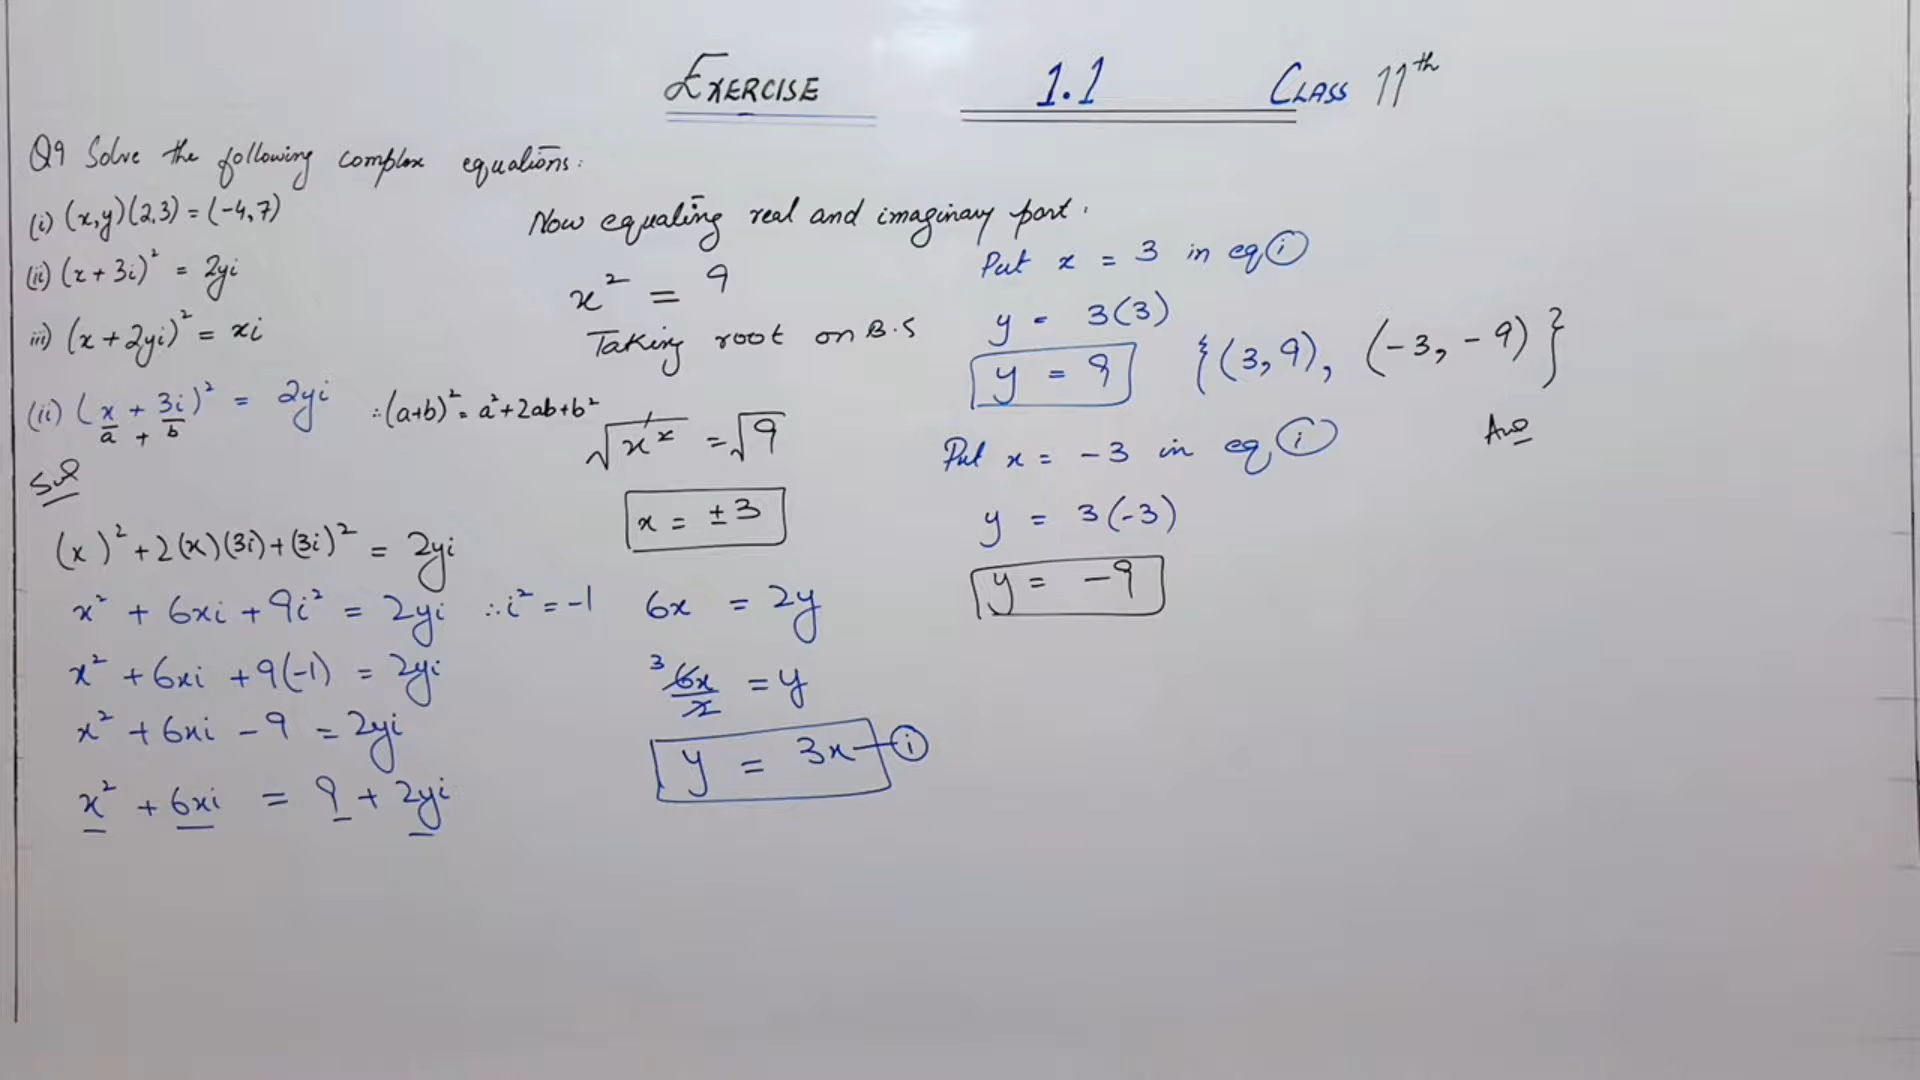 EXERCISE 1.1 CLASS 11th
Q9 Solve the following complex equations:
(i) (x,y)(2,3) = (-4,7)
(ii) (x + 3i)² = 2yi
iii) (x + 2yi)² = xi
(ii) (x + 3i)² = 2yi ∴ (a+b)² = a² + 2ab + b²
a + b
Sol
(x)² + 2(x)(3i) + (3i)² = 2yi
x² + 6xi + 9i² = 2yi ∴ i² = -1
x² + 6xi + 9(-1) = 2yi
x² + 6xi - 9 = 2yi
x² + 6xi = 9 + 2yi
Now equating real and imaginary part.
x² = 9
Taking root on B.S
√x² = √9
x = ±3
6x = 2y
3 6x/2 = y
y = 3x — (i)
Put x = 3 in eq (i)
y = 3(3)
y = 9
Put x = -3 in eq (i)
y = 3(-3)
y = -9
{(3,9), (-3, -9)}
Ans